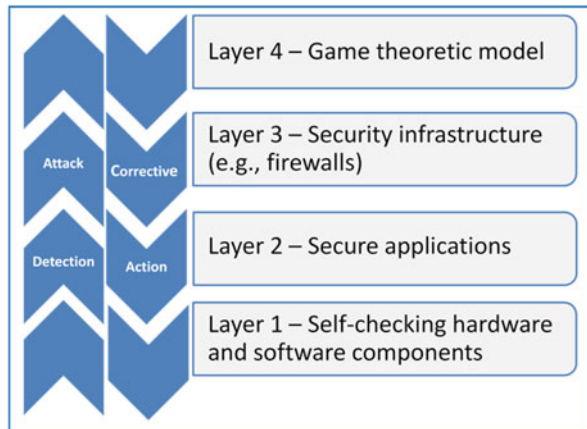 Layer 4 – Game theoretic model
Layer 3 – Security infrastructure
(e.g., firewalls)
Attack
Corrective
Layer 2 – Secure applications
Detection
Action
Layer 1 – Self-checking hardware
and software components